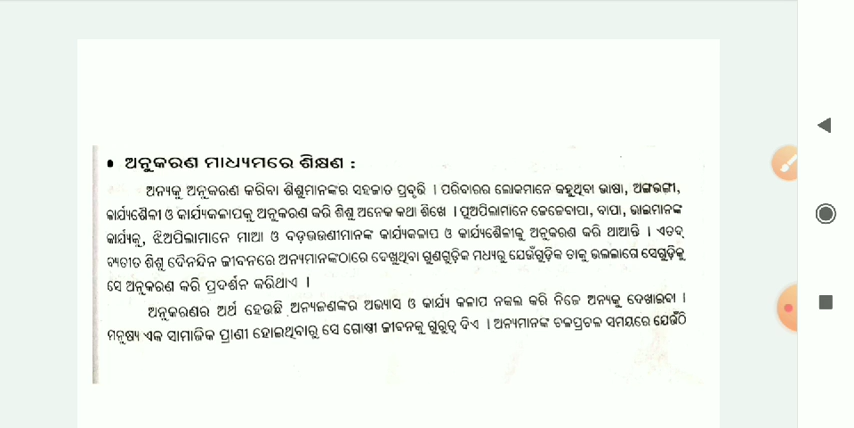 • ଅନୁକରଣ ମାଧ୍ୟମରେ ଶିକ୍ଷଣ :
ଅନ୍ୟକୁ ଅନୁକରଣ କରିବା ଶିଶୁମାନଙ୍କର ସହଜାତ ପ୍ରବୃତ୍ତି । ପରିବାରର ଲୋକମାନେ କହୁଥିବା ଭାଷା, ଅଙ୍ଗଭଙ୍ଗୀ,
କାର୍ଯ୍ୟଶୈଳୀ ଓ କାର୍ଯ୍ୟକଳାପକୁ ଅନୁକରଣ କରି ଶିଶୁ ଅନେକ କଥା ଶିଖେ । ପୁଅପିଲାମାନେ ଜେଜେବାପା, ବାପା, ଭାଇମାନଙ୍କ
କାର୍ଯ୍ୟକୁ, ଝିଅପିଲାମାନେ ମାଆ ଓ ବଡ଼ଭଉଣୀମାନଙ୍କ କାର୍ଯ୍ୟକଳାପ ଓ କାର୍ଯ୍ୟଶୈଳୀକୁ ଅନୁକରଣ କରି ଥାଆନ୍ତି । ଏତଦ୍
ବ୍ୟତୀତ ଶିଶୁ ଦୈନନ୍ଦିନ ଜୀବନରେ ଅନ୍ୟମାନଙ୍କଠାରେ ଦେଖୁଥିବା ଗୁଣଗୁଡ଼ିକ ମଧ୍ୟରୁ ଯେଉଁଗୁଡ଼ିକ ତାକୁ ଭଲଲାଗେ ସେଗୁଡ଼ିକୁ
ସେ ଅନୁକରଣ କରି ପ୍ରଦର୍ଶନ କରିଥାଏ ।
ଅନୁକରଣର ଅର୍ଥ ହେଉଛି ଅନ୍ୟଜଣଙ୍କର ଅଭ୍ୟାସ ଓ କାର୍ଯ୍ୟ କଳାପ ନକଲ କରି ନିଜେ ଅନ୍ୟକୁ ଦେଖାଇବା ।
ମନୁଷ୍ୟ ଏକ ସାମାଜିକ ପ୍ରାଣୀ ହୋଇଥିବାରୁ ସେ ଗୋଷ୍ଠୀ ଜୀବନକୁ ଗୁରୁତ୍ୱ ଦିଏ । ଅନ୍ୟମାନଙ୍କ ଚଳପ୍ରଚଳ ସମୟରେ ଯେଉଁଠି